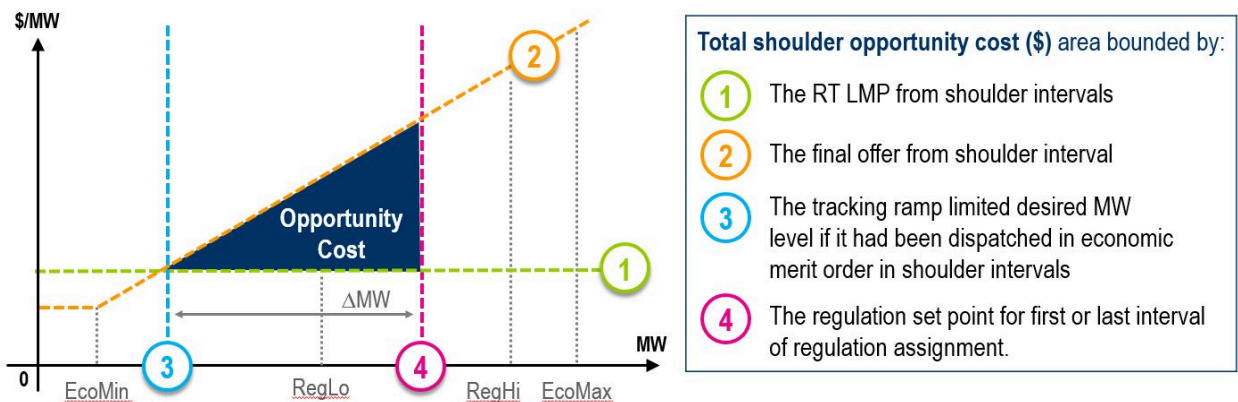 $/MW
2
Opportunity
Cost
1
ΔMW
MW
0
3
4
EcoMin
RegLo
RegHi
EcoMax
Total shoulder opportunity cost ($) area bounded by:
1 The RT LMP from shoulder intervals
2 The final offer from shoulder interval
3 The tracking ramp limited desired MW
level if it had been dispatched in economic
merit order in shoulder intervals
4 The regulation set point for first or last interval
of regulation assignment.